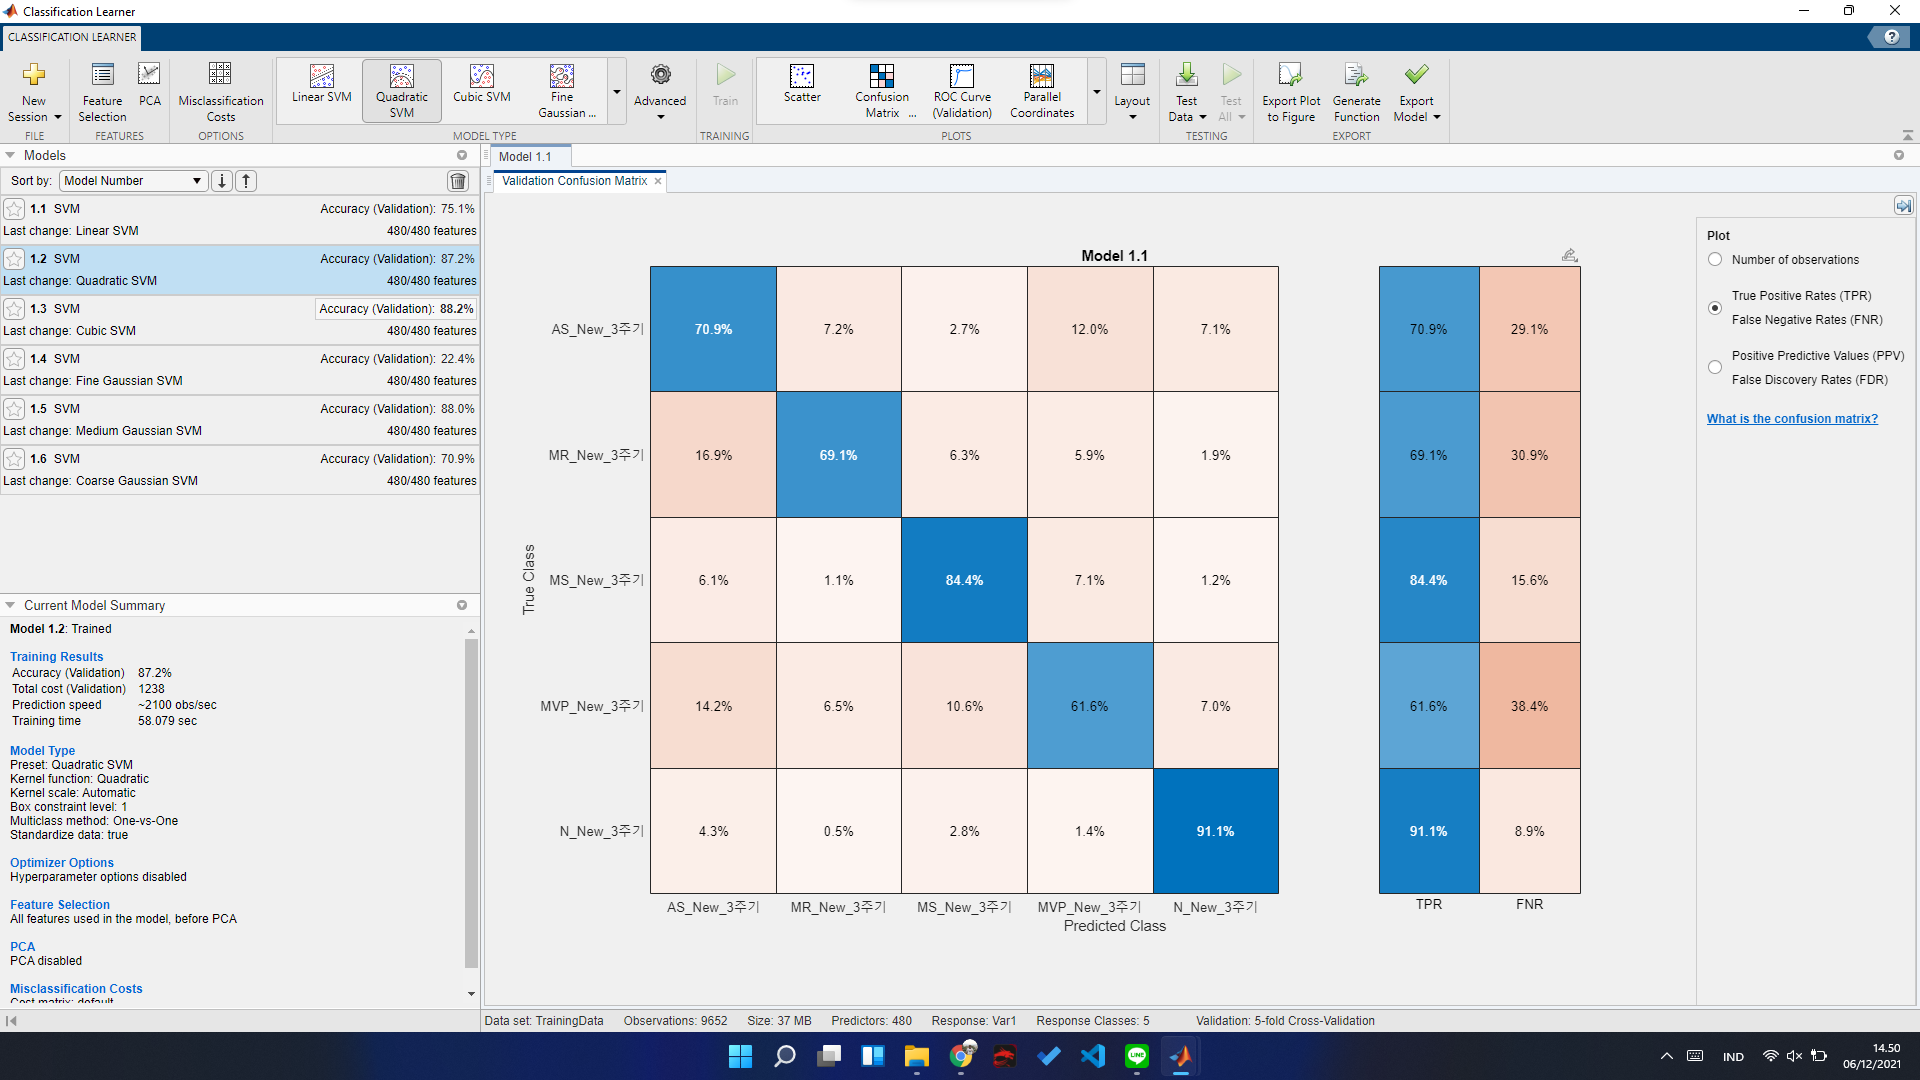 Classification Learner
CLASSIFICATION LEARNER
New Session
Feature Selection
PCA
Misclassification Costs
Linear SVM
Quadratic SVM
Cubic SVM
Fine Gaussian ...
Advanced
Train
Scatter
Confusion Matrix ...
ROC Curve (Validation)
Parallel Coordinates
Layout
Test Data
Test All
Export Plot to Figure
Generate Function
Export Model
FILE
FEATURES
OPTIONS
MODEL TYPE
TRAINING
PLOTS
TESTING
EXPORT
Models
Sort by: Model Number
1.1 SVM Accuracy (Validation): 75.1%
Last change: Linear SVM 480/480 features
1.2 SVM Accuracy (Validation): 87.2%
Last change: Quadratic SVM 480/480 features
1.3 SVM Accuracy (Validation): 88.2%
Last change: Cubic SVM 480/480 features
1.4 SVM Accuracy (Validation): 22.4%
Last change: Fine Gaussian SVM 480/480 features
1.5 SVM Accuracy (Validation): 88.0%
Last change: Medium Gaussian SVM 480/480 features
1.6 SVM Accuracy (Validation): 70.9%
Last change: Coarse Gaussian SVM 480/480 features
Current Model Summary
Model 1.2: Trained
Training Results
Accuracy (Validation) 87.2%
Total cost (Validation) 1238
Prediction speed ~2100 obs/sec
Training time 58.079 sec
Model Type
Preset: Quadratic SVM
Kernel function: Quadratic
Kernel scale: Automatic
Box constraint level: 1
Multiclass method: One-vs-One
Standardize data: true
Optimizer Options
Hyperparameter options disabled
Feature Selection
All features used in the model, before PCA
PCA
PCA disabled
Misclassification Costs
Cost matrix: default
Model 1.1
Validation Confusion Matrix
Model 1.1
True Class
AS_New_3주기 70.9% 7.2% 2.7% 12.0% 7.1% 70.9% 29.1%
MR_New_3주기 16.9% 69.1% 6.3% 5.9% 1.9% 69.1% 30.9%
MS_New_3주기 6.1% 1.1% 84.4% 7.1% 1.2% 84.4% 15.6%
MVP_New_3주기 14.2% 6.5% 10.6% 61.6% 7.0% 61.6% 38.4%
N_New_3주기 4.3% 0.5% 2.8% 1.4% 91.1% 91.1% 8.9%
AS_New_3주기 MR_New_3주기 MS_New_3주기 MVP_New_3주기 N_New_3주기 TPR FNR
Predicted Class
Plot
Number of observations
True Positive Rates (TPR)
False Negative Rates (FNR)
Positive Predictive Values (PPV)
False Discovery Rates (FDR)
What is the confusion matrix?
Data set: TrainingData Observations: 9652 Size: 37 MB Predictors: 480 Response: Var1 Response Classes: 5 Validation: 5-fold Cross-Validation
LINE
IND
14.50
06/12/2021